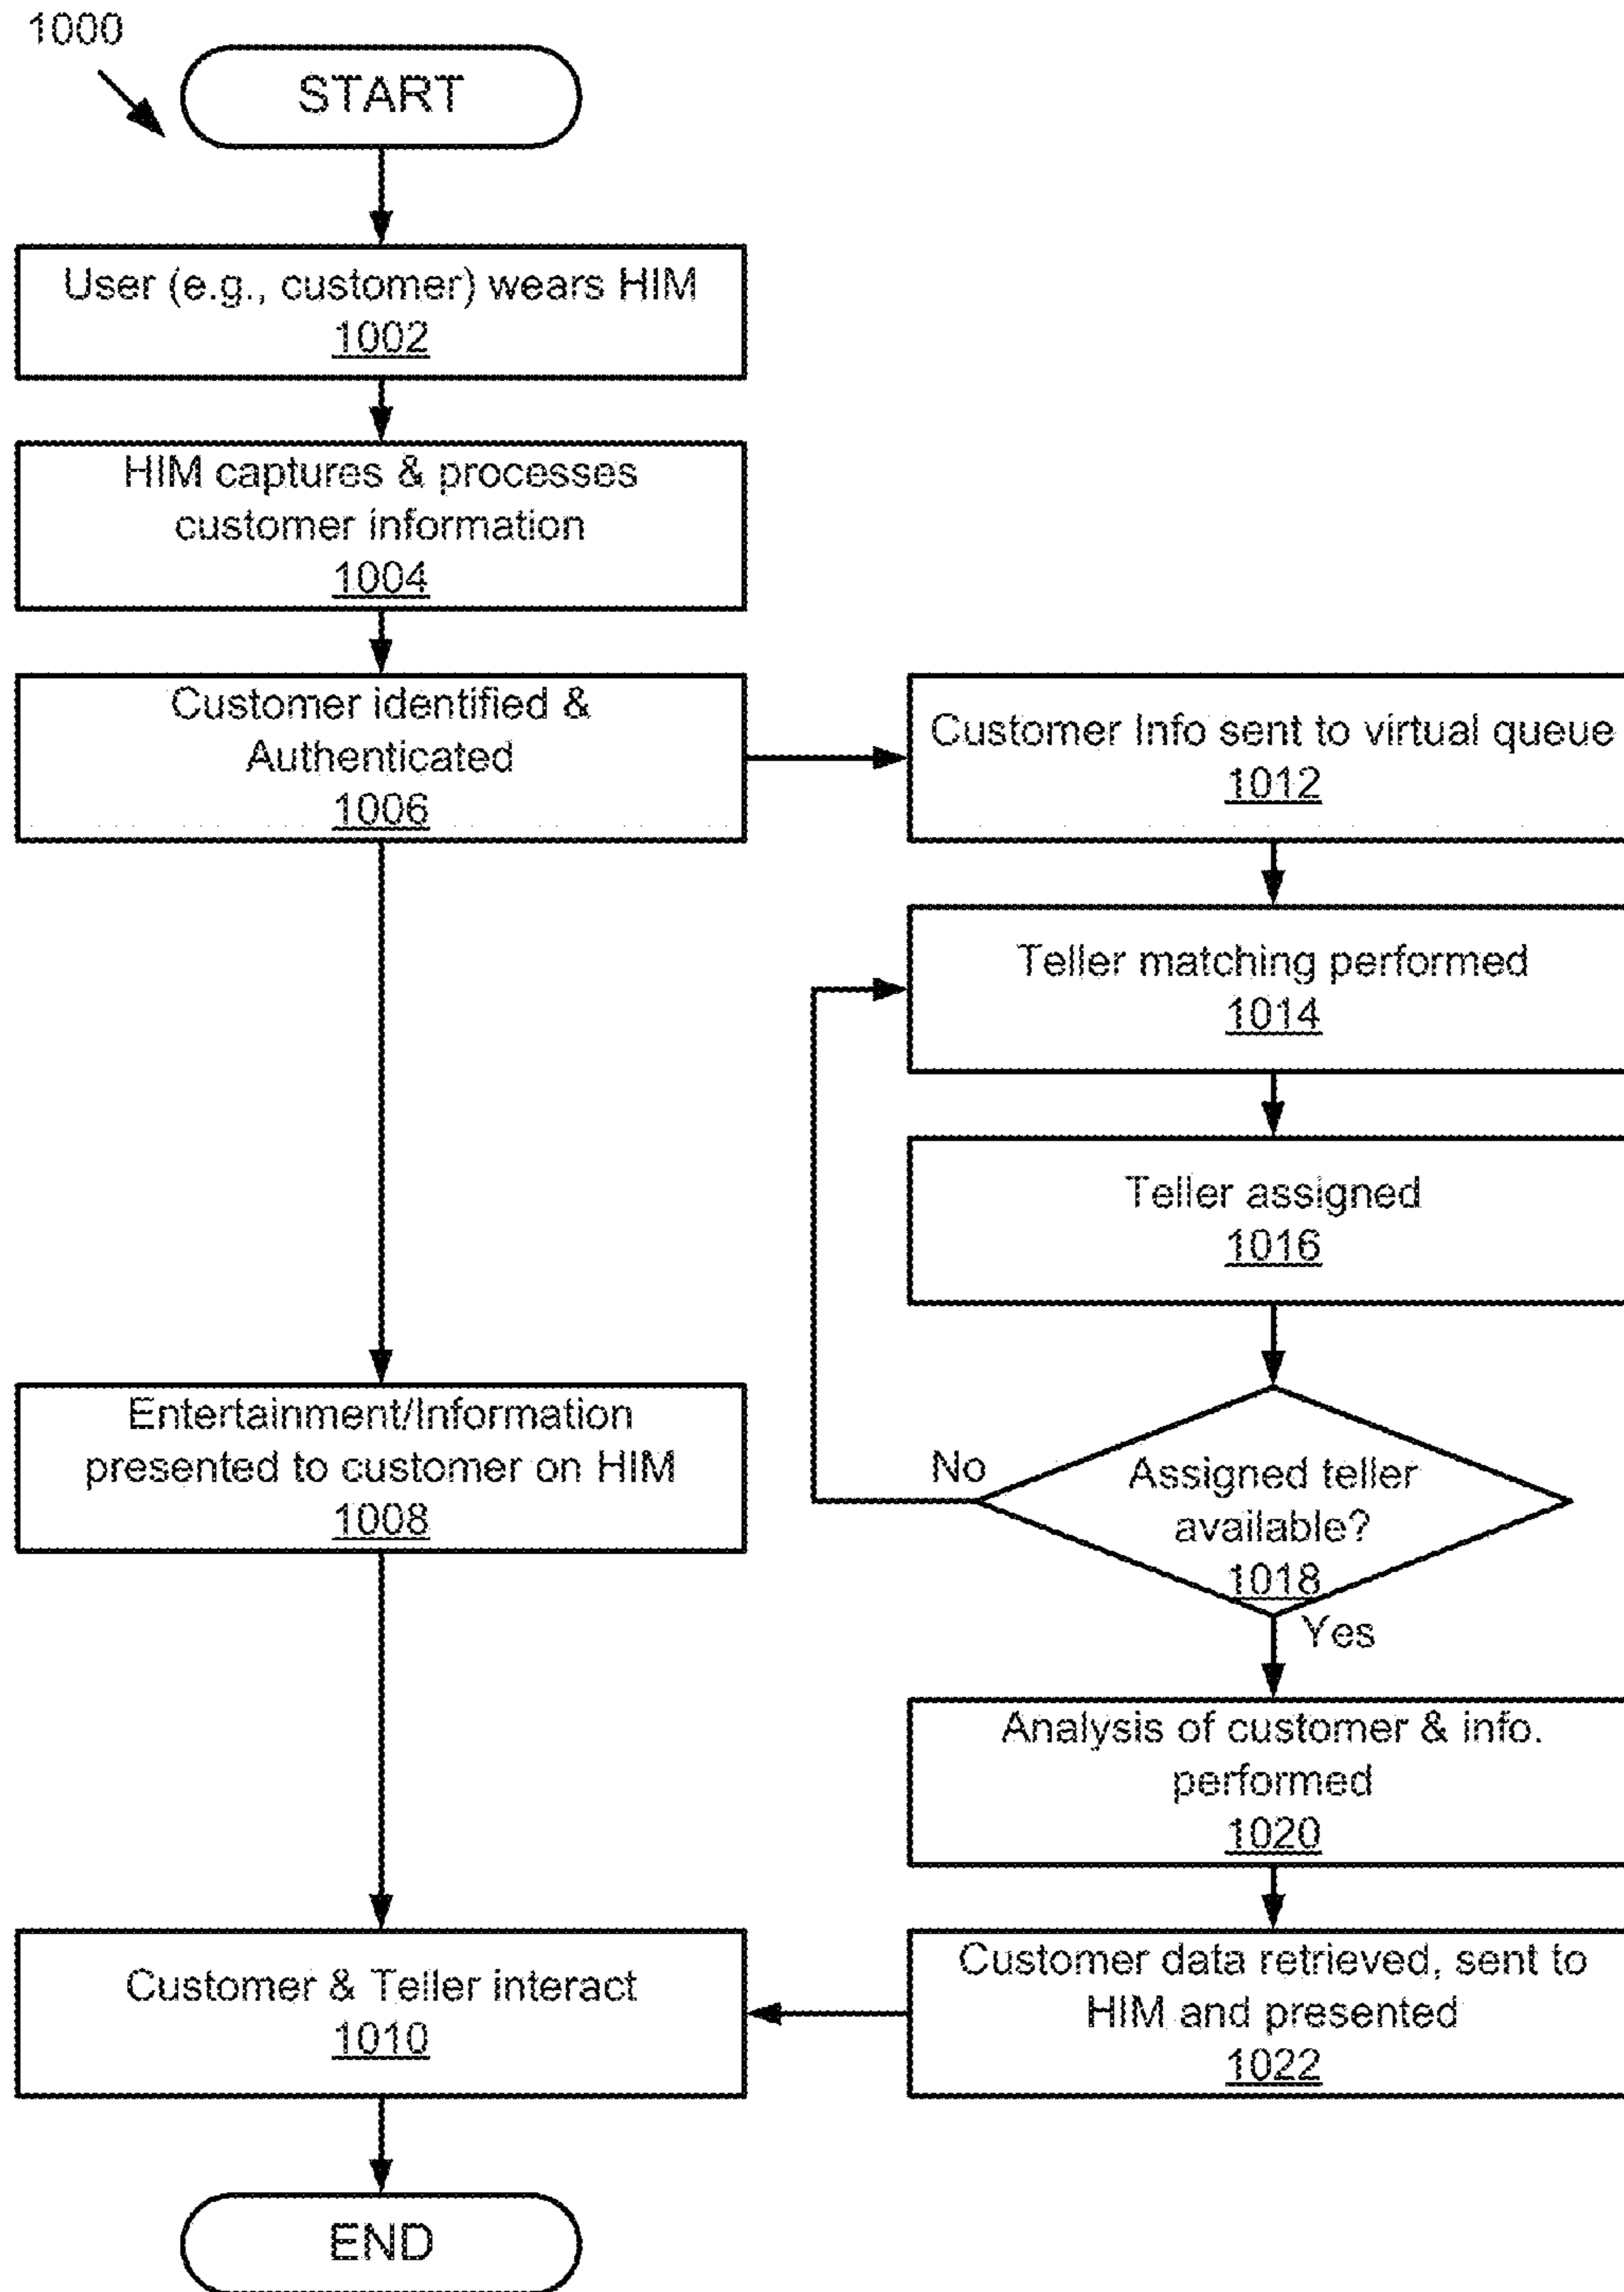 1000
START
User (e.g., customer) wears HIM
1002
HIM captures & processes
customer information
1004
Customer identified &
Authenticated
1006
Customer Info sent to virtual queue
1012
Teller matching performed
1014
Teller assigned
1016
Entertainment/Information
presented to customer on HIM
1008
No
Assigned teller
available?
1018
Yes
Analysis of customer & info.
performed
1020
Customer & Teller interact
1010
Customer data retrieved, sent to
HIM and presented
1022
END